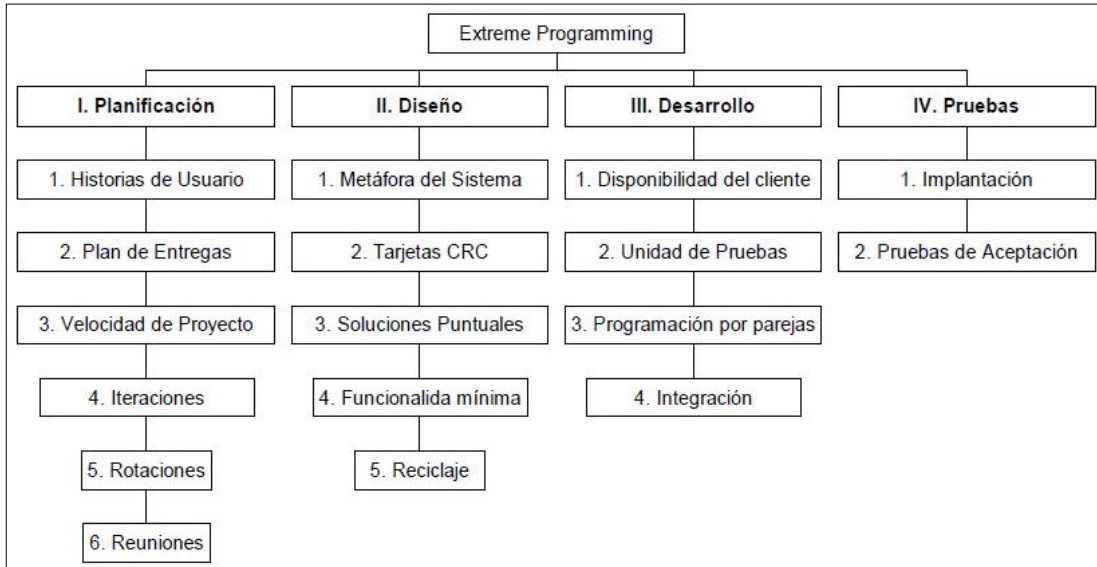 Extreme Programming
I. Planificación
II. Diseño
III. Desarrollo
IV. Pruebas
1. Historias de Usuario
1. Metáfora del Sistema
1. Disponibilidad del cliente
1. Implantación
2. Plan de Entregas
2. Tarjetas CRC
2. Unidad de Pruebas
2. Pruebas de Aceptación
3. Velocidad de Proyecto
3. Soluciones Puntuales
3. Programación por parejas
4. Iteraciones
4. Funcionalida mínima
4. Integración
5. Rotaciones
5. Reciclaje
6. Reuniones